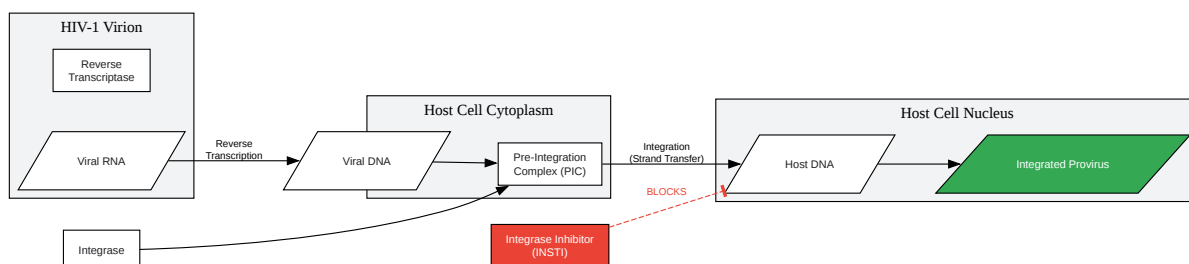 HIV-1 Virion
Reverse
Transcriptase
Viral RNA
Reverse
Transcription
Host Cell Cytoplasm
Viral DNA
Pre-Integration
Complex (PIC)
Integration
(Strand Transfer)
Host Cell Nucleus
Host DNA
Integrated Provirus
BLOCKS
Integrase
Integrase Inhibitor
(INSTI)